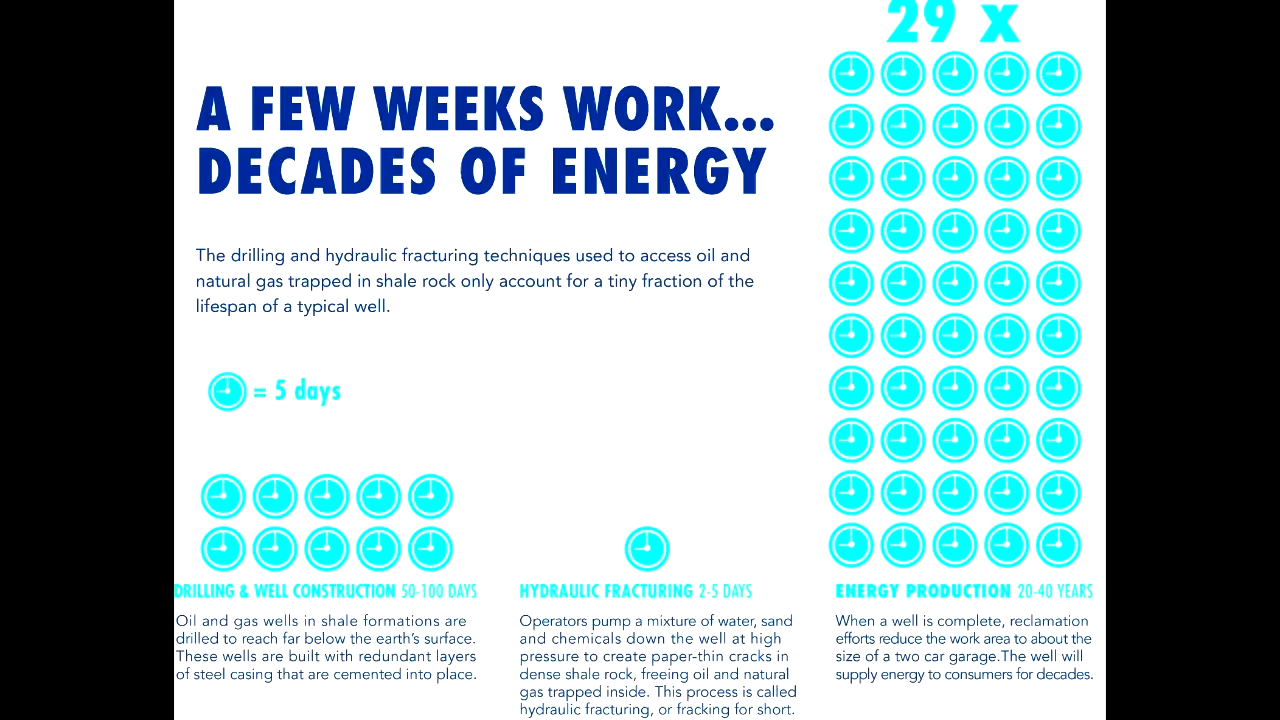 29 x
A FEW WEEKS WORK...
DECADES OF ENERGY
The drilling and hydraulic fracturing techniques used to access oil and
natural gas trapped in shale rock only account for a tiny fraction of the
lifespan of a typical well.
= 5 days
DRILLING & WELL CONSTRUCTION 50-100 DAYS
Oil and gas wells in shale formations are
drilled to reach far below the earth's surface.
These wells are built with redundant layers
of steel casing that are cemented into place.
HYDRAULIC FRACTURING 2-5 DAYS
Operators pump a mixture of water, sand
and chemicals down the well at high
pressure to create paper-thin cracks in
dense shale rock, freeing oil and natural
gas trapped inside. This process is called
hydraulic fracturing, or fracking for short.
ENERGY PRODUCTION 20-40 YEARS
When a well is complete, reclamation
efforts reduce the work area to about the
size of a two car garage.The well will
supply energy to consumers for decades.